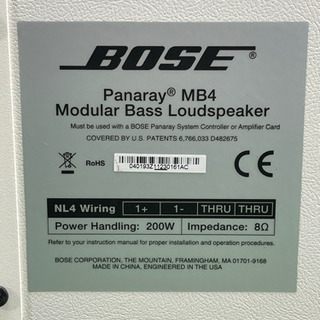 BOSE
Panaray® MB4
Modular Bass Loudspeaker
Must be used with a BOSE Panaray System Controller or Amplifier Card
COVERED BY U.S. PATENTS 6,766,033 D482675
RoHS
040193Z11230161AC
CE
NL4 Wiring 1+ 1- THRU THRU
Power Handling: 200W Impedance: 8Ω
Refer to your instruction manual for proper installation and operation procedures.
BOSE CORPORATION, THE MOUNTAIN, FRAMINGHAM, MA 01701-9168
MADE IN CHINA, ENGINEERED IN THE USA